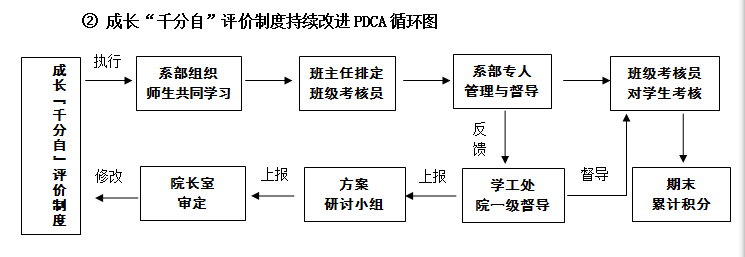 ② 成长“千分自”评价制度持续改进 PDCA 循环图
成长「千分自」评价制度
执行
系部组织
师生共同学习
班主任排定
班级考核员
系部专人
管理与督导
班级考核员
对学生考核
反馈
修改
院长室
审定
上报
方案
研讨小组
上报
学工处
院一级督导
督导
期末
累计积分